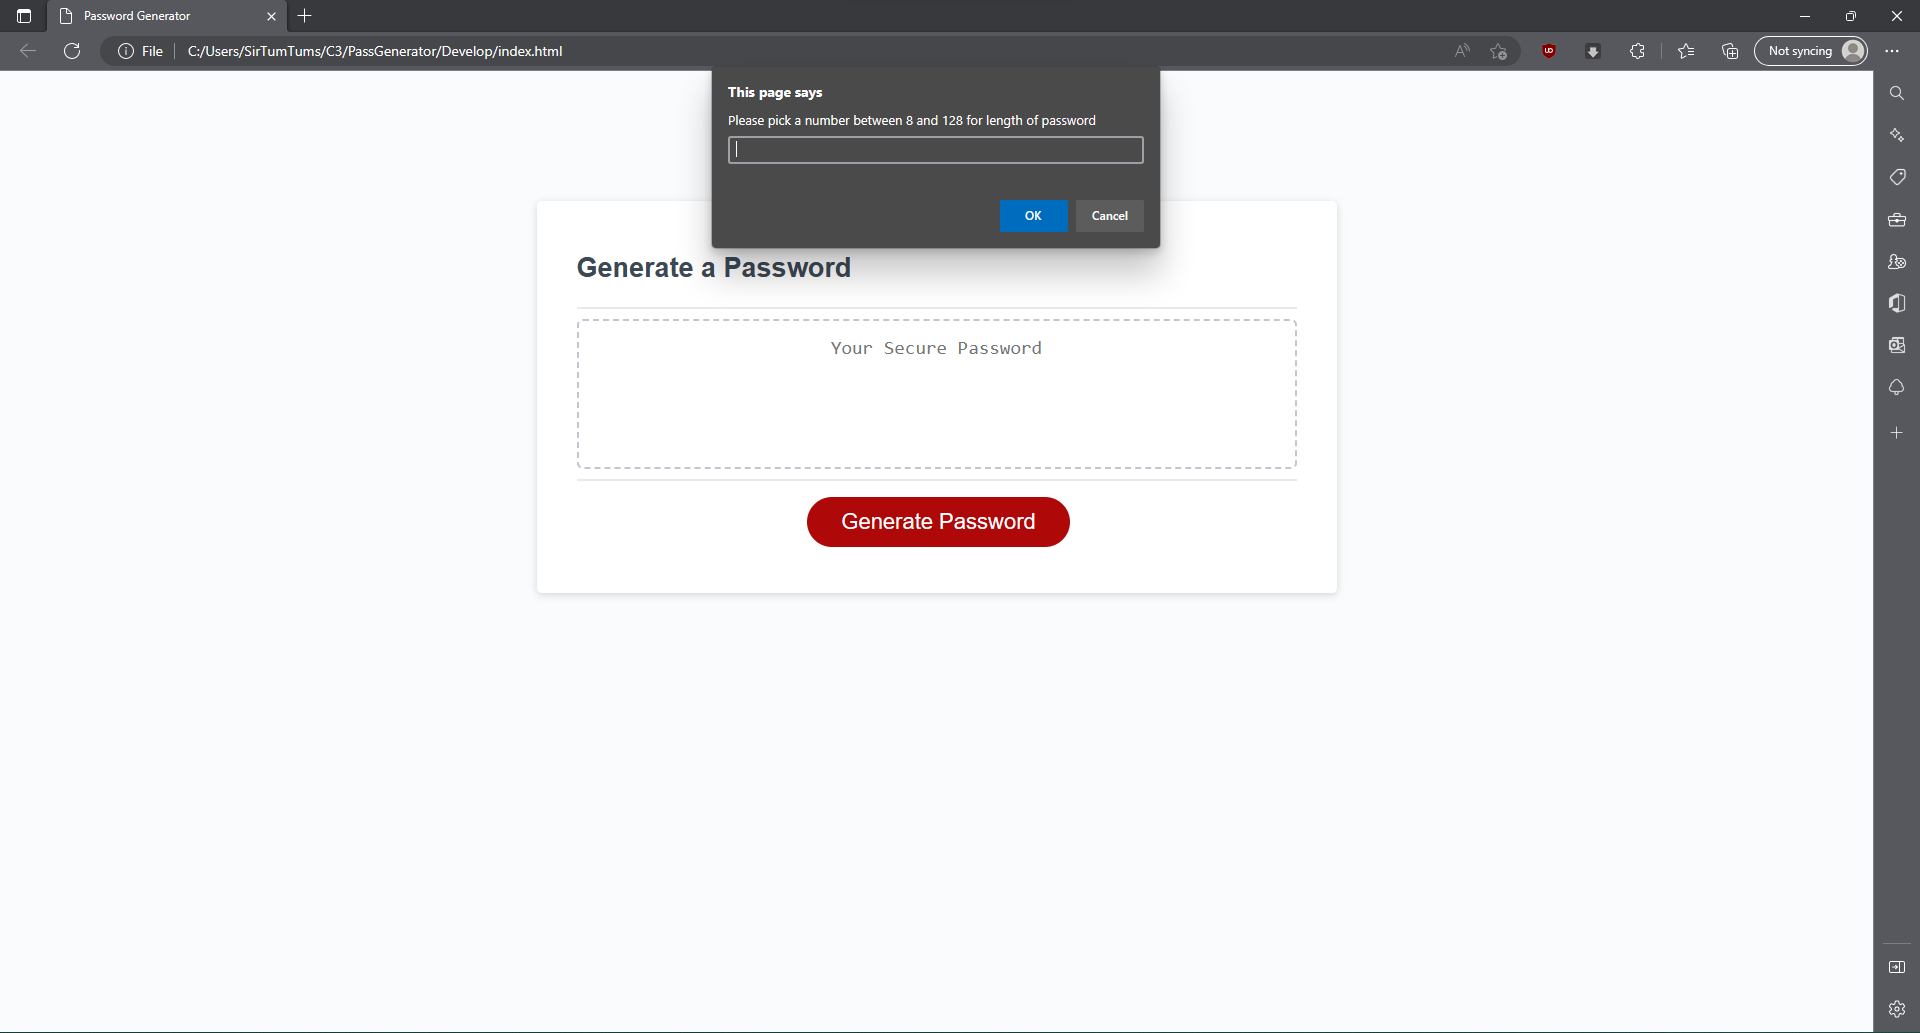 Password Generator
File
C:/Users/SirTumTums/C3/PassGenerator/Develop/index.html
Not syncing
This page says
Please pick a number between 8 and 128 for length of password
OK
Cancel
Generate a Password
Your Secure Password
Generate Password